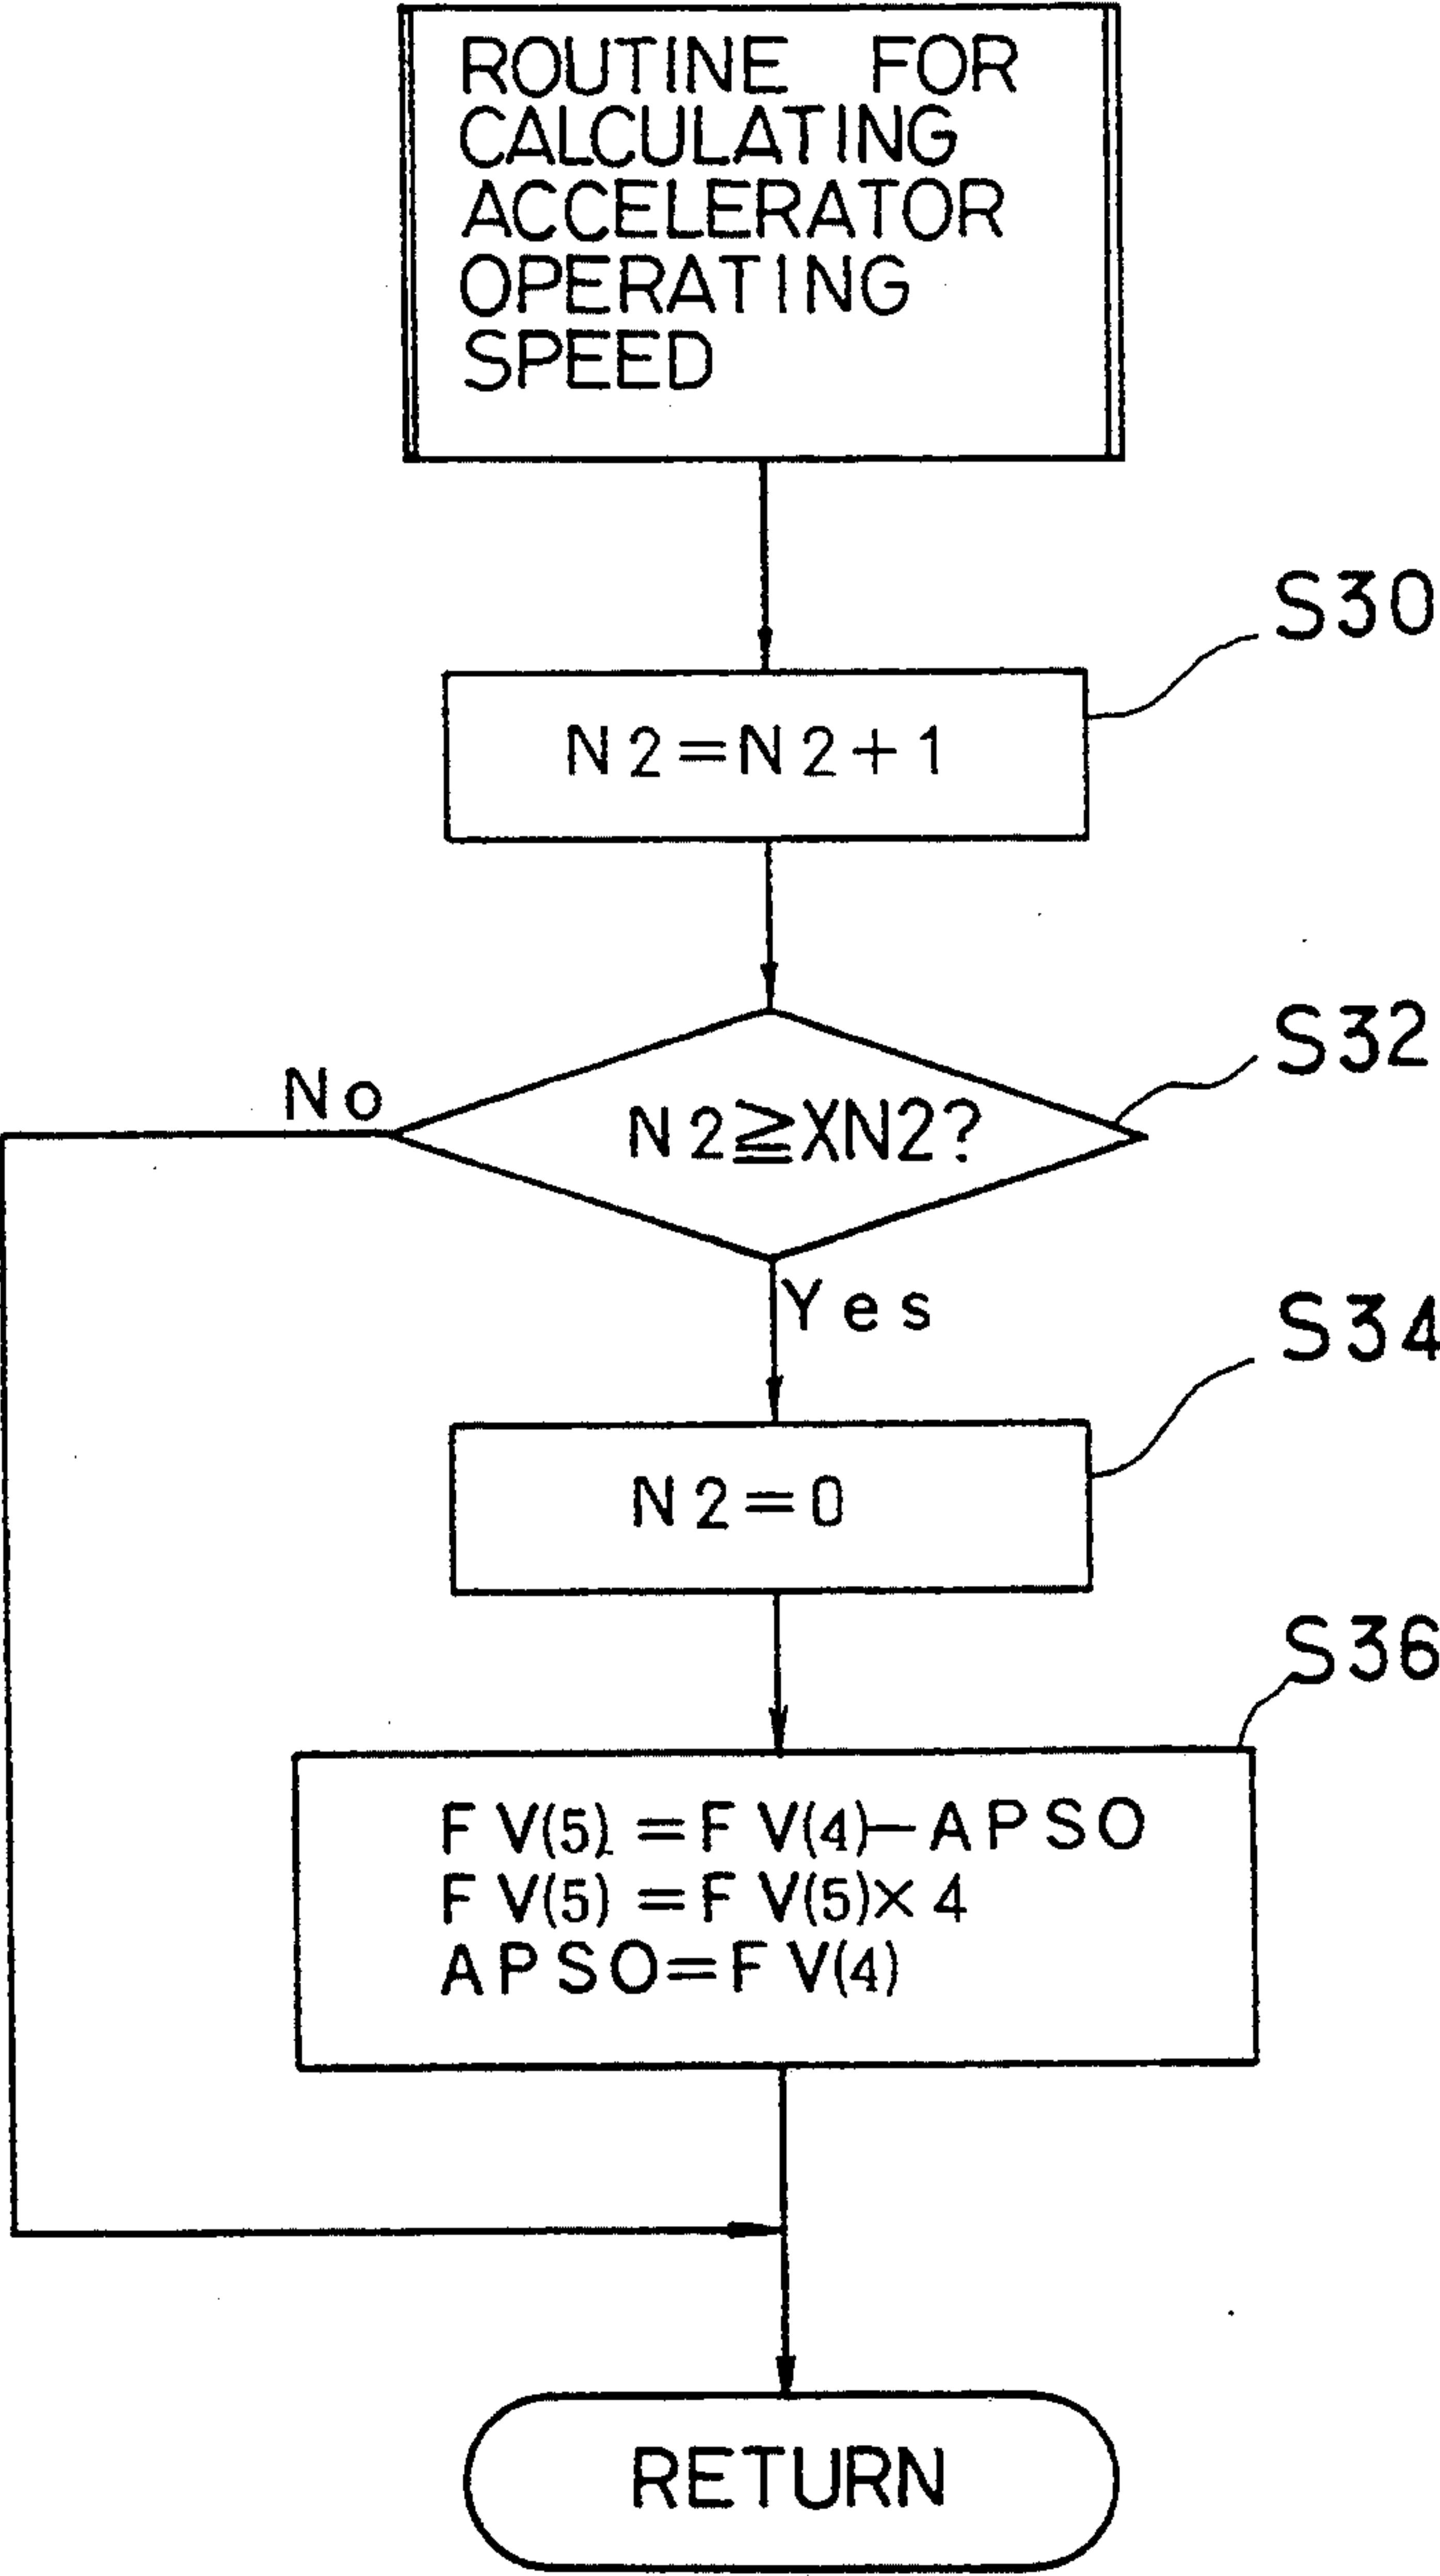 ROUTINE FOR
CALCULATING
ACCELERATOR
OPERATING
SPEED
S30
N2=N2+1
S32
No
N2≧XN2?
Yes
S34
N2=0
S36
FV(5)=FV(4)-APSO
FV(5)=FV(5)×4
APSO=FV(4)
RETURN